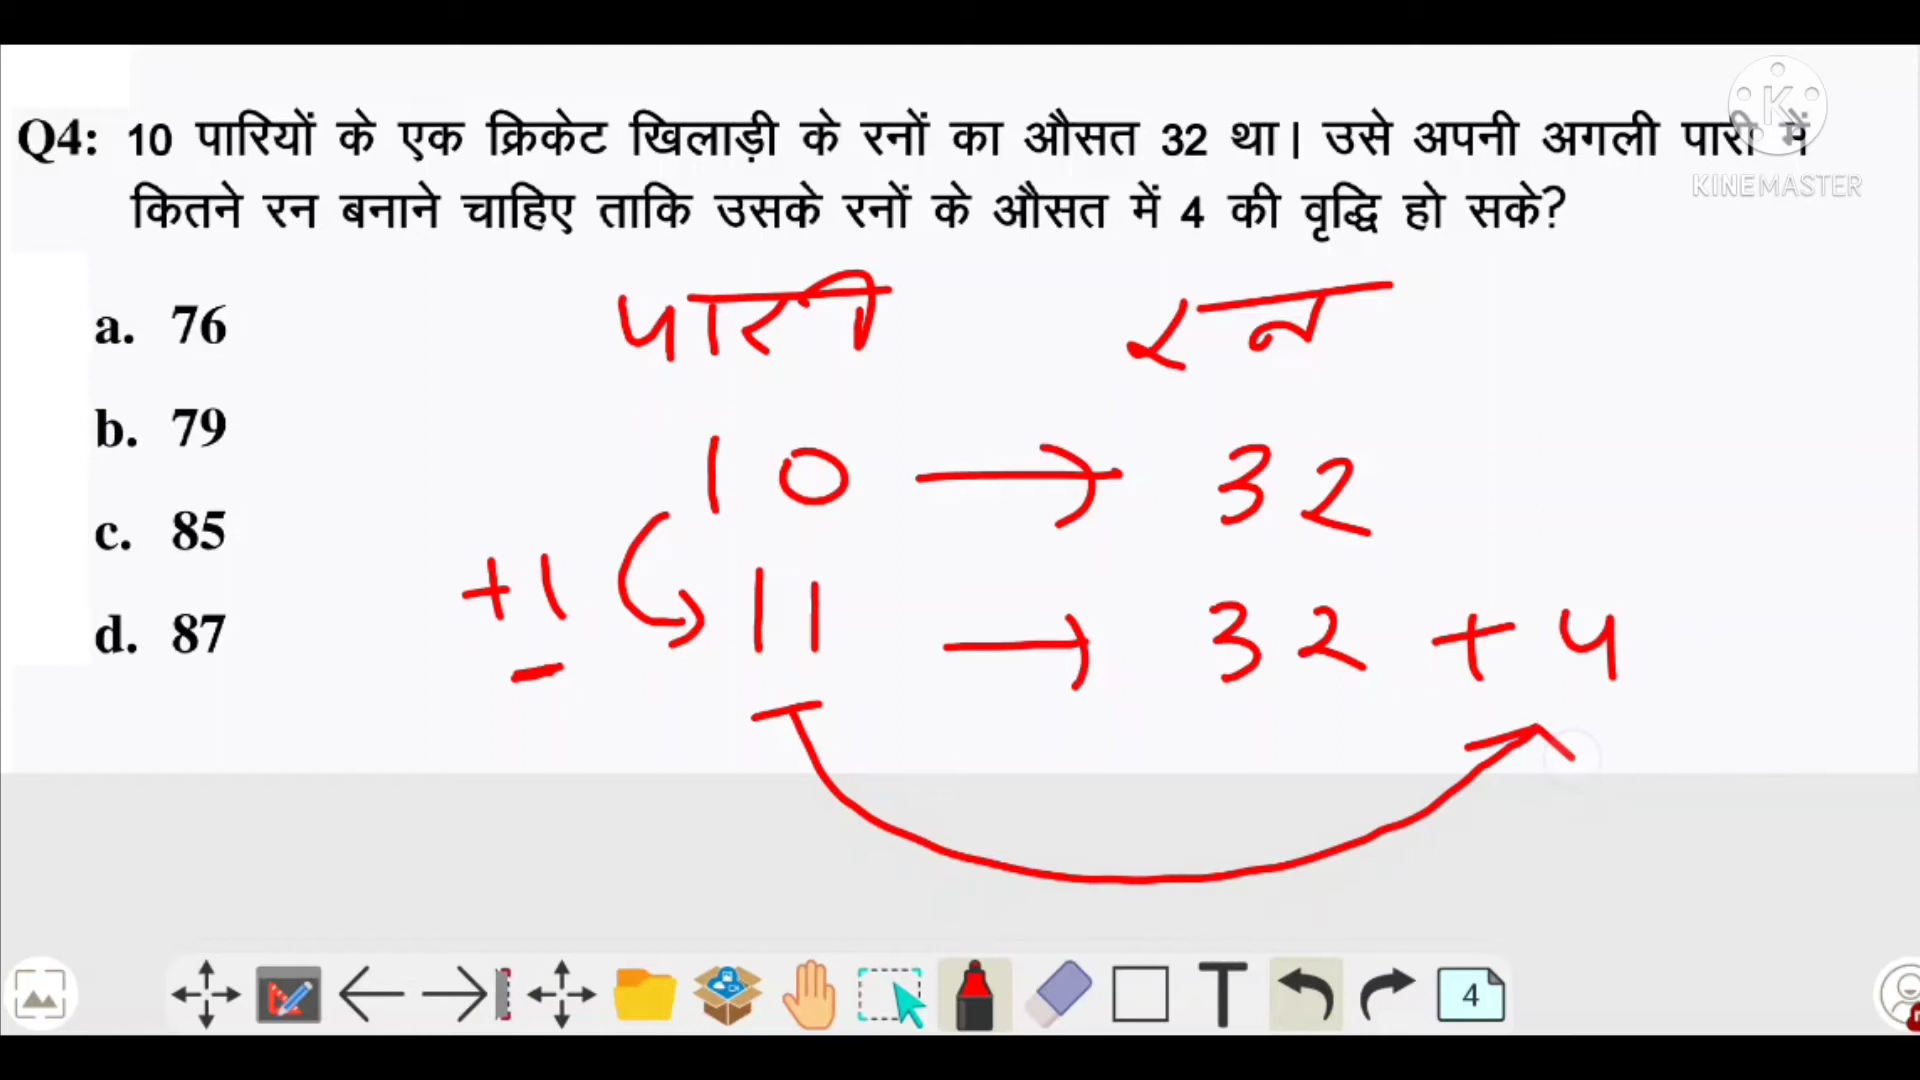 Q4: 10 पारियों के एक क्रिकेट खिलाड़ी के रनों का औसत 32 था। उसे अपनी अगली पारी में
कितने रन बनाने चाहिए ताकि उसके रनों के औसत में 4 की वृद्धि हो सके?
KINEMASTER
a. 76
b. 79
c. 85
d. 87
पारी रन
10 → 32
+1 11 → 32 + 4
T
4